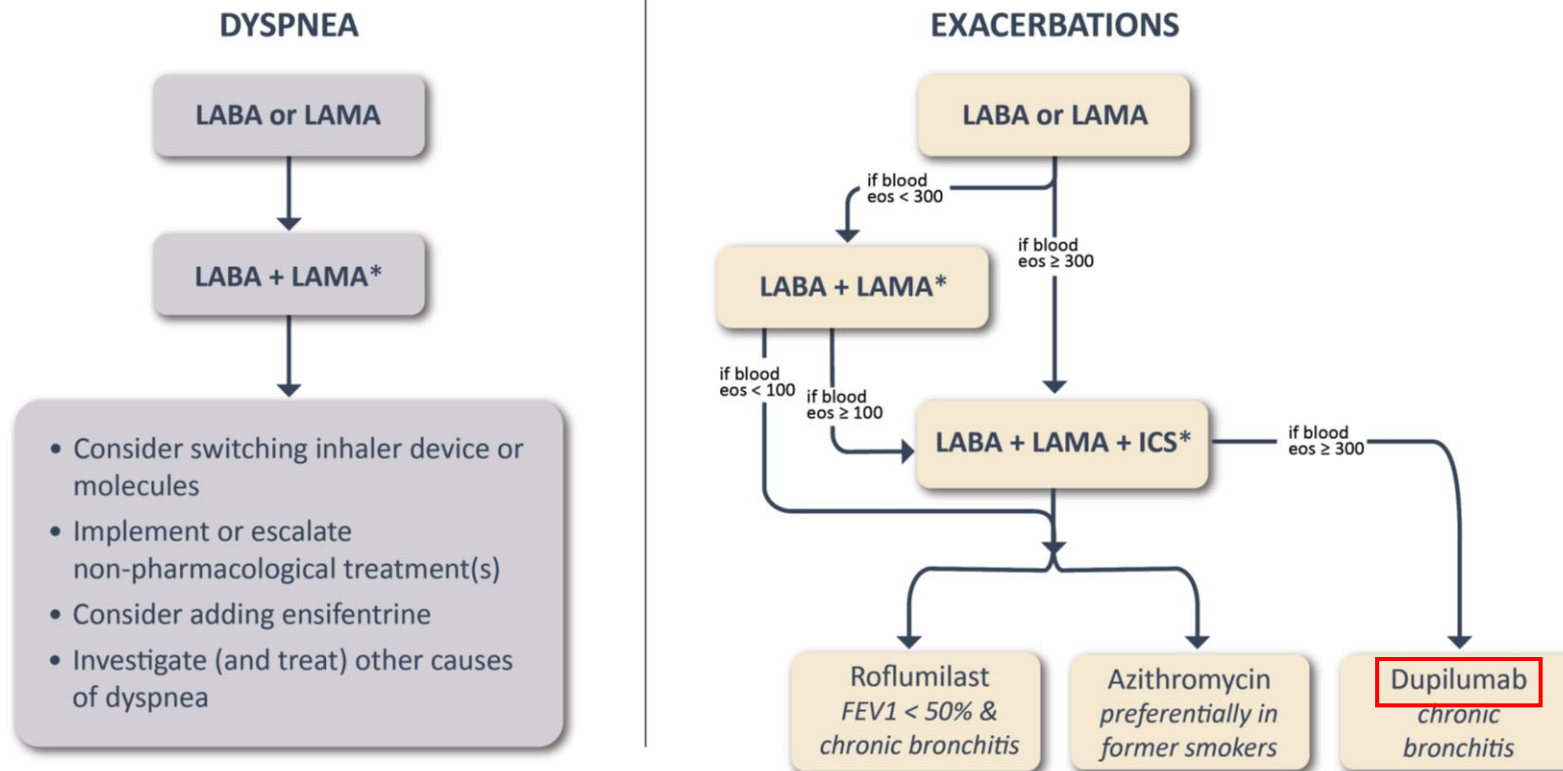 DYSPNEA
LABA or LAMA
LABA + LAMA*
• Consider switching inhaler device or
molecules
• Implement or escalate
non-pharmacological treatment(s)
• Consider adding ensifentrine
• Investigate (and treat) other causes
of dyspnea
EXACERBATIONS
LABA or LAMA
if blood
eos < 300
if blood
eos ≥ 300
LABA + LAMA*
if blood
eos < 100
if blood
eos ≥ 100
LABA + LAMA + ICS*
if blood
eos ≥ 300
Roflumilast
FEV1 < 50% &
chronic bronchitis
Azithromycin
preferentially in
former smokers
Dupilumab
chronic
bronchitis